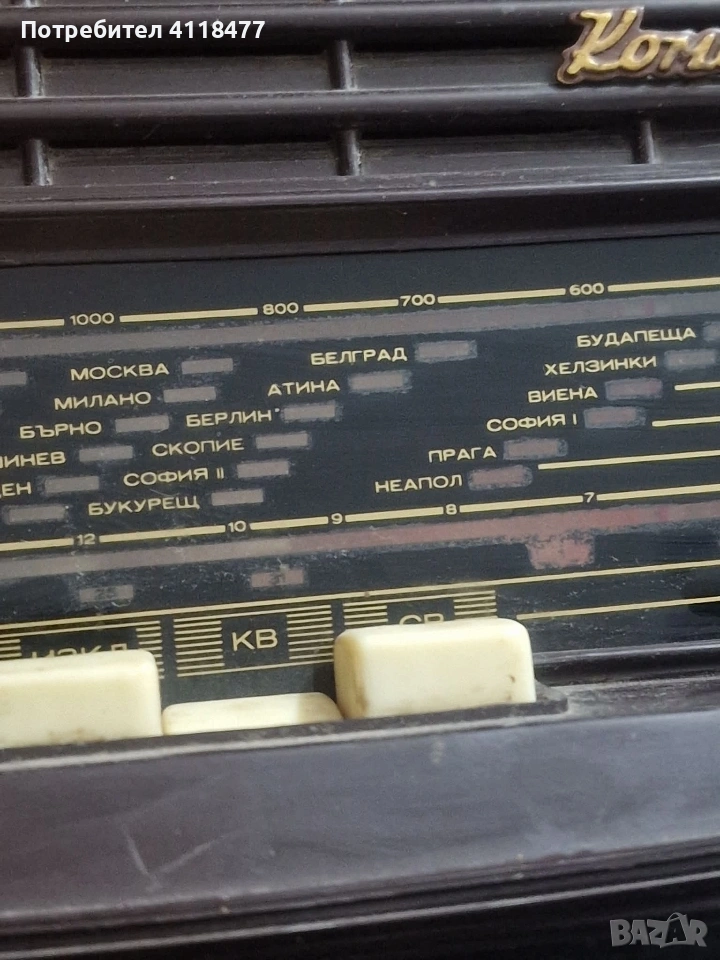 Потребител 4118477
1000 800 700 600
МОСКВА БЕЛГРАД БУДАПЕЩА
МИЛАНО АТИНА ХЕЛЗИНКИ
БЪРНО БЕРЛИН ВИЕНА
СКОПИЕ СОФИЯ I
СОФИЯ II ПРАГА
БУКУРЕЩ НЕАПОЛ
12 10 9 8 7
КВ
BAZAR